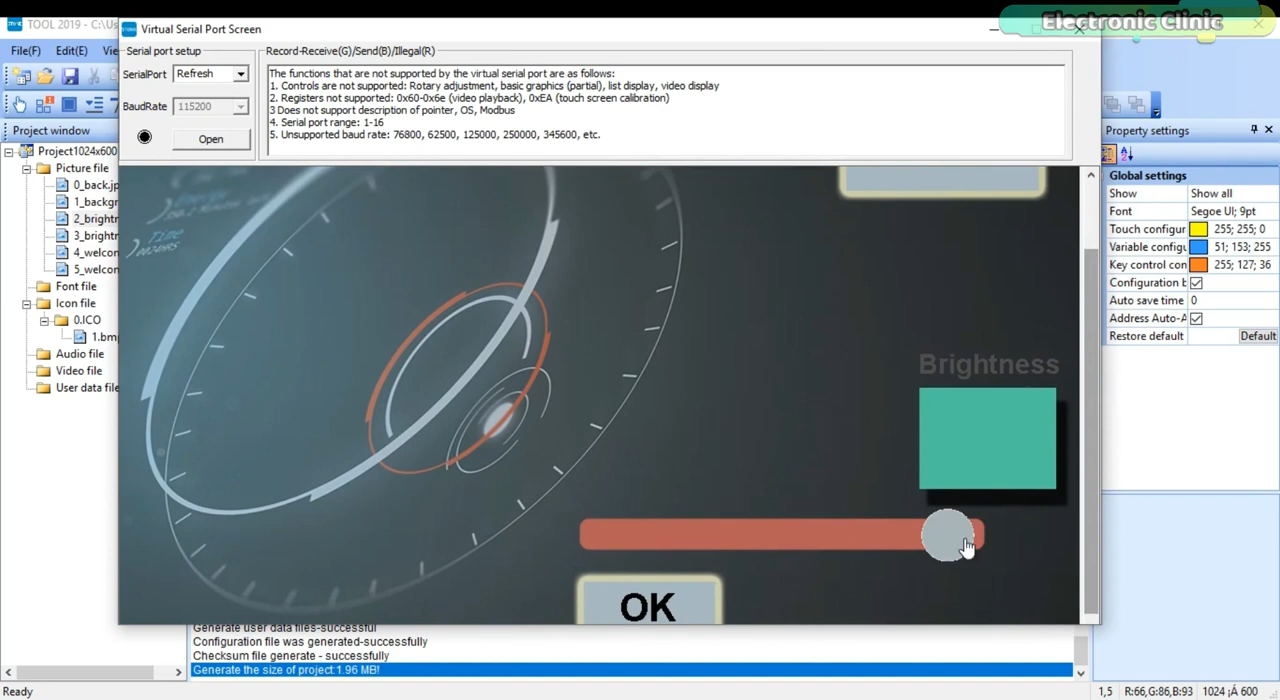 Electronic Clinic
TOOL 2019 - C:\Us
File(F) Edit(E) Vie
Virtual Serial Port Screen
Serial port setup
SerialPort Refresh
BaudRate 115200
Open
Record-Receive(G)/Send(B)/Illegal(R)
The functions that are not supported by the virtual serial port are as follows:
1. Controls are not supported: Rotary adjustment, basic graphics (partial), list display, video display
2. Registers not supported: 0x60-0x6e (video playback), 0xEA (touch screen calibration)
3 Does not support description of pointer, OS, Modbus
4. Serial port range: 1-16
5. Unsupported baud rate: 76800, 62500, 125000, 250000, 345600, etc.
Project window
Project1024x600
Picture file
0_back.jp
1_backgr
2_brightn
3_brightn
4_welcon
5_welcon
Font file
Icon file
0.ICO
1.bmp
Audio file
Video file
User data file
Time
Brightness
OK
Property settings
Global settings
Show Show all
Font Segoe UI; 9pt
Touch configur 255; 255; 0
Variable configu 51; 153; 255
Key control con 255; 127; 36
Configuration b
Auto save time 0
Address Auto-A
Restore default Default
Generate user data files-successful
Configuration file was generated-successfully
Checksum file generate - successfully
Generate the size of project:1.96 MB!
Ready
1,5 R:66,G:86,B:93 1024 ¡Á 600